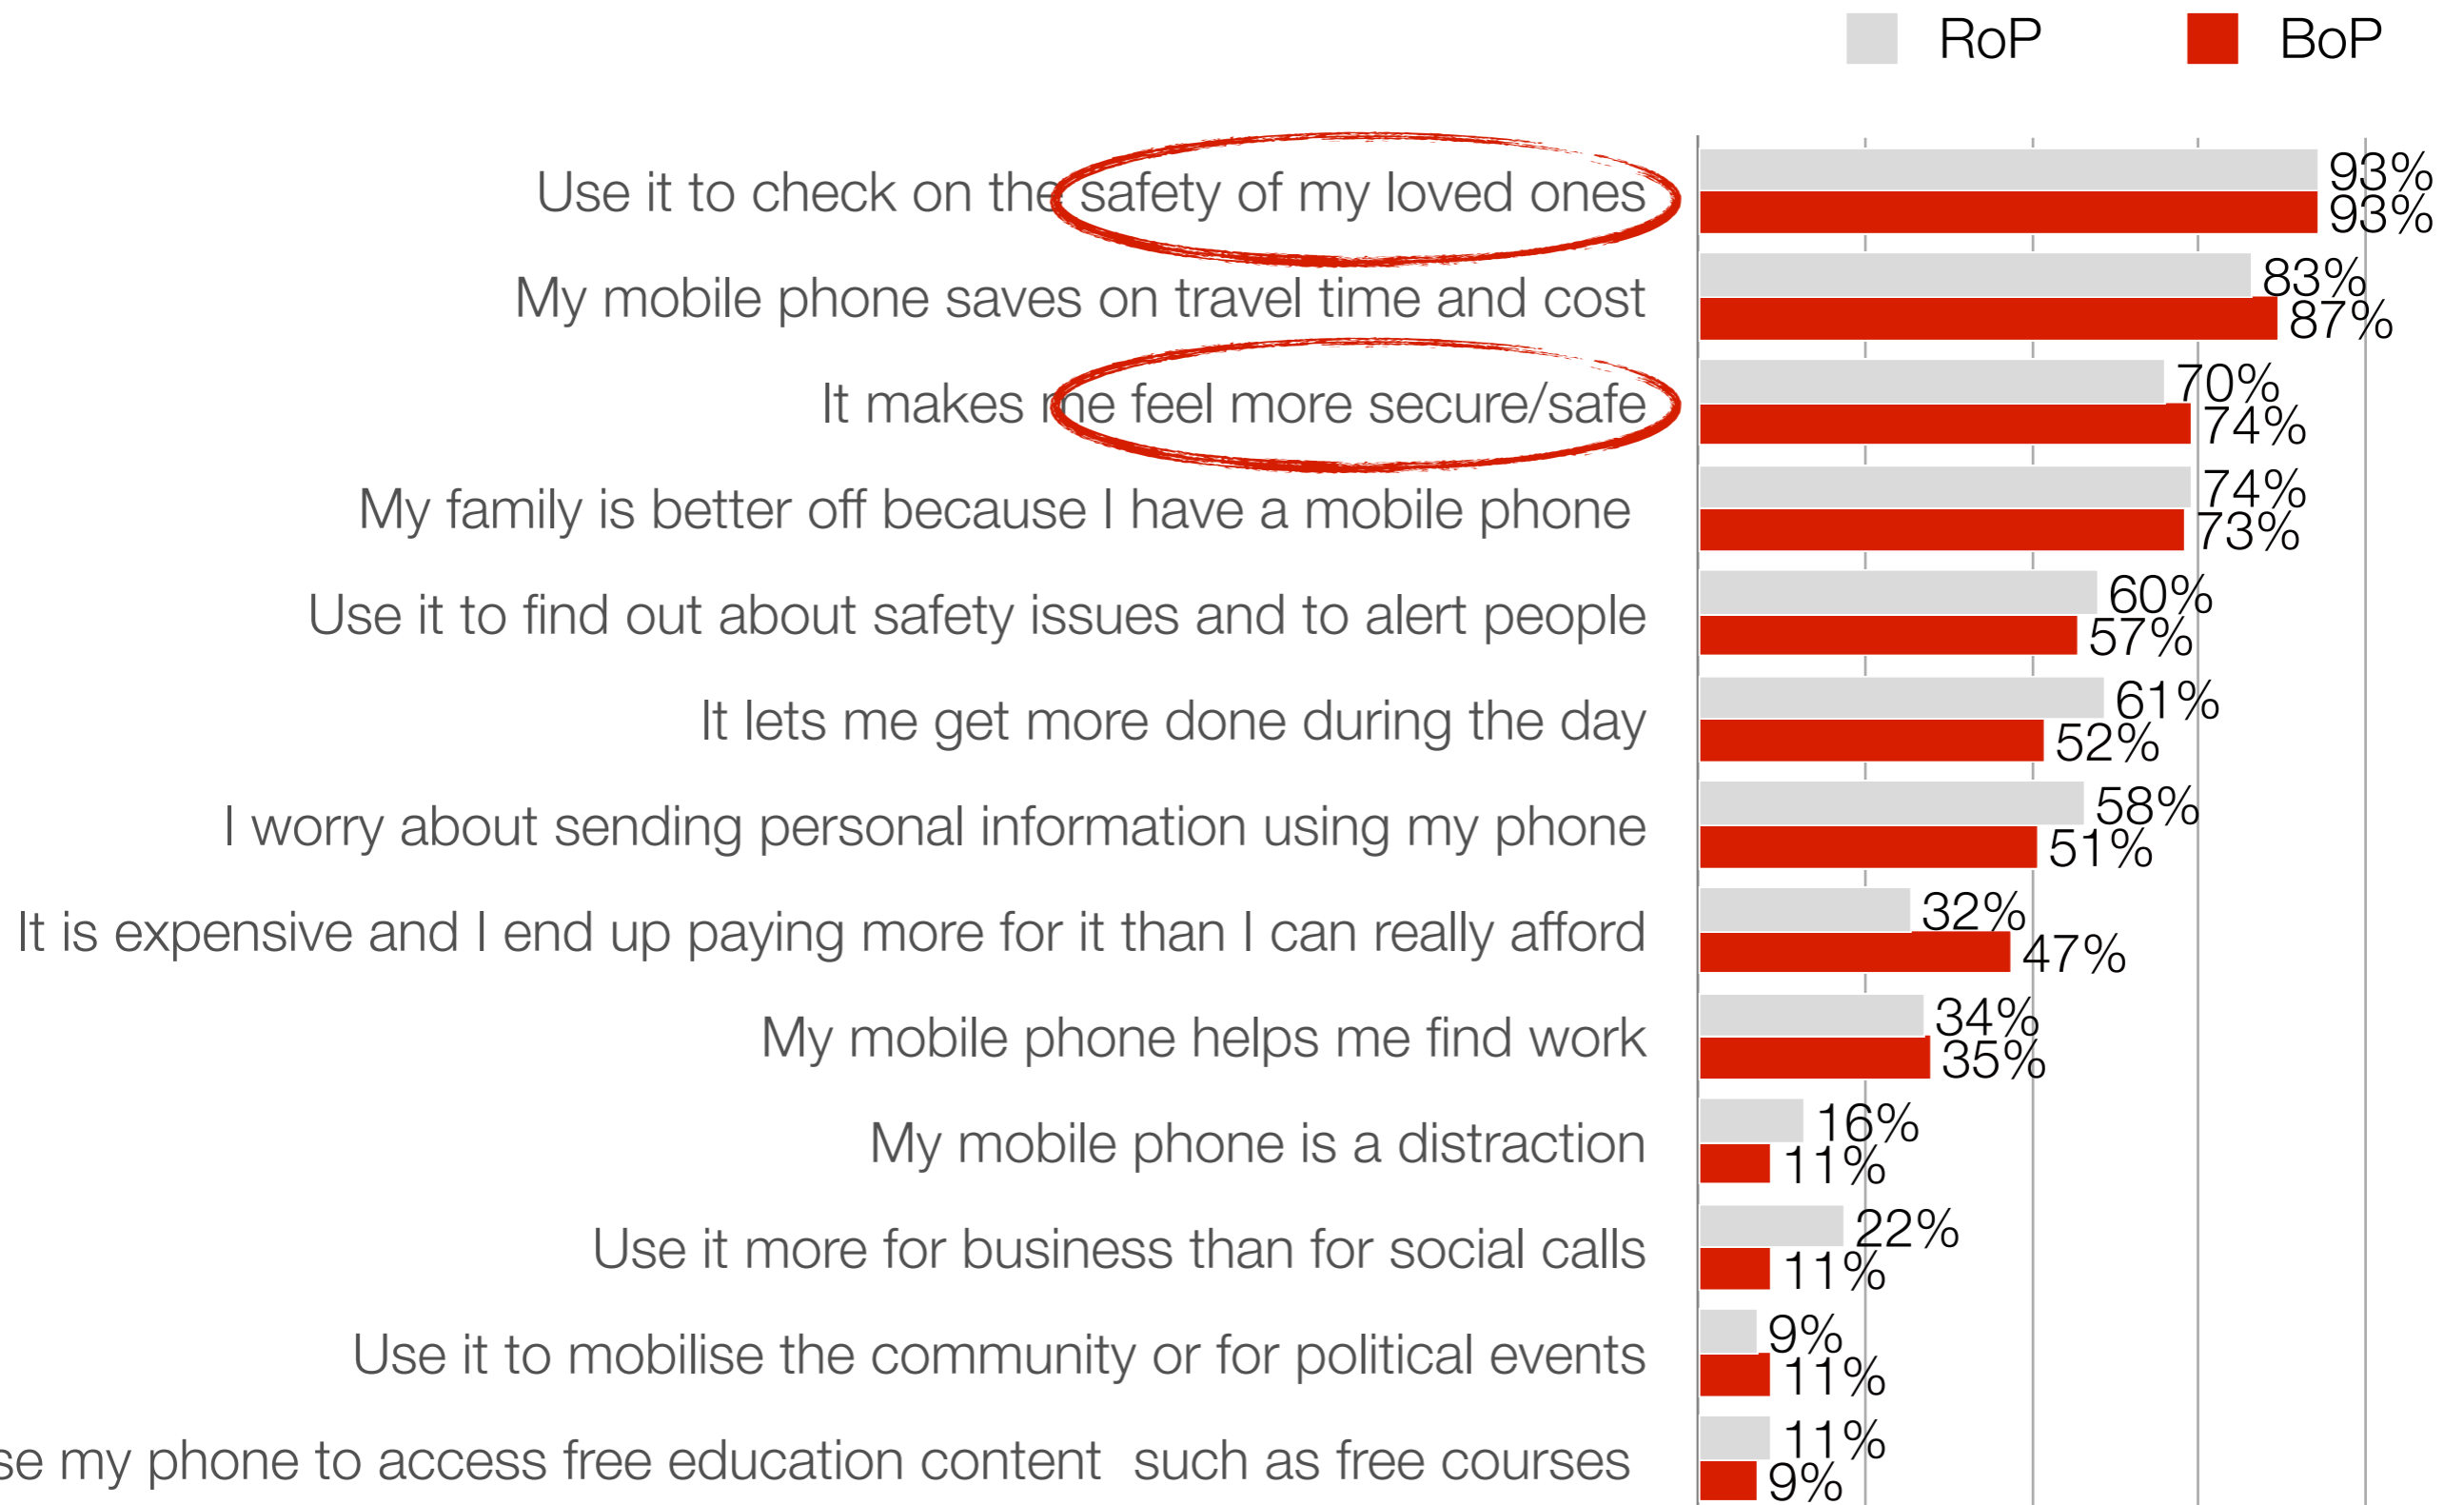 RoP BoP
Use it to check on the safety of my loved ones 93%
93%
My mobile phone saves on travel time and cost 83%
87%
It makes me feel more secure/safe 70%
74%
My family is better off because I have a mobile phone 74%
73%
Use it to find out about safety issues and to alert people 60%
57%
It lets me get more done during the day 61%
52%
I worry about sending personal information using my phone 58%
51%
It is expensive and I end up paying more for it than I can really afford 32%
47%
My mobile phone helps me find work 34%
35%
My mobile phone is a distraction 16%
11%
Use it more for business than for social calls 22%
11%
Use it to mobilise the community or for political events 9%
11%
se my phone to access free education content such as free courses 11%
9%